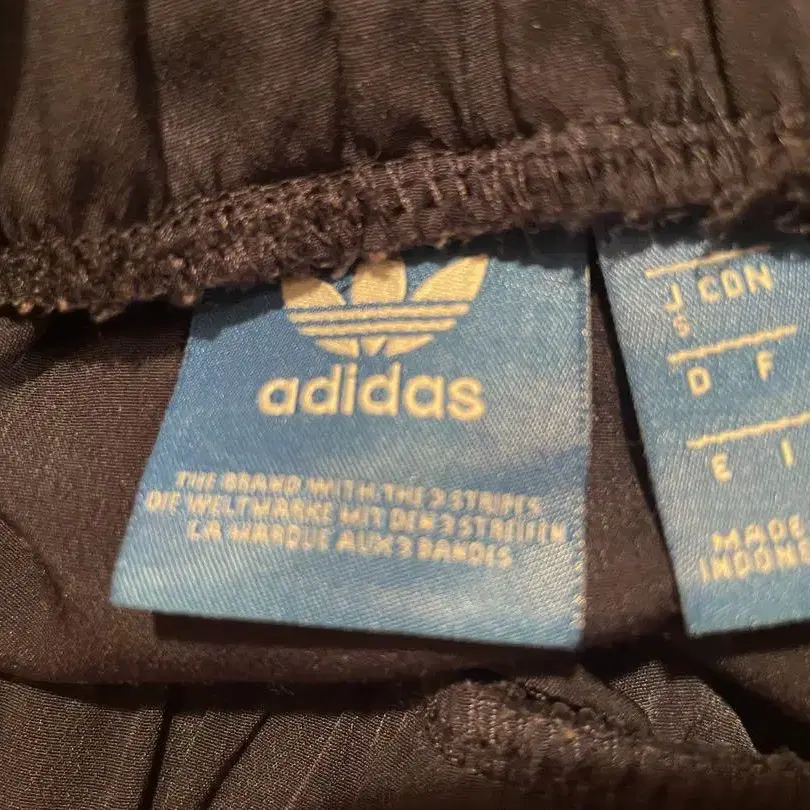 adidas
THE BRAND WITH THE 3 STRIPES
DIE WELTMARKE MIT DEN 3 STREIFEN
LA MARQUE AUX 3 BANDES
J CDN
S
D F
E I
MADE
INDONE